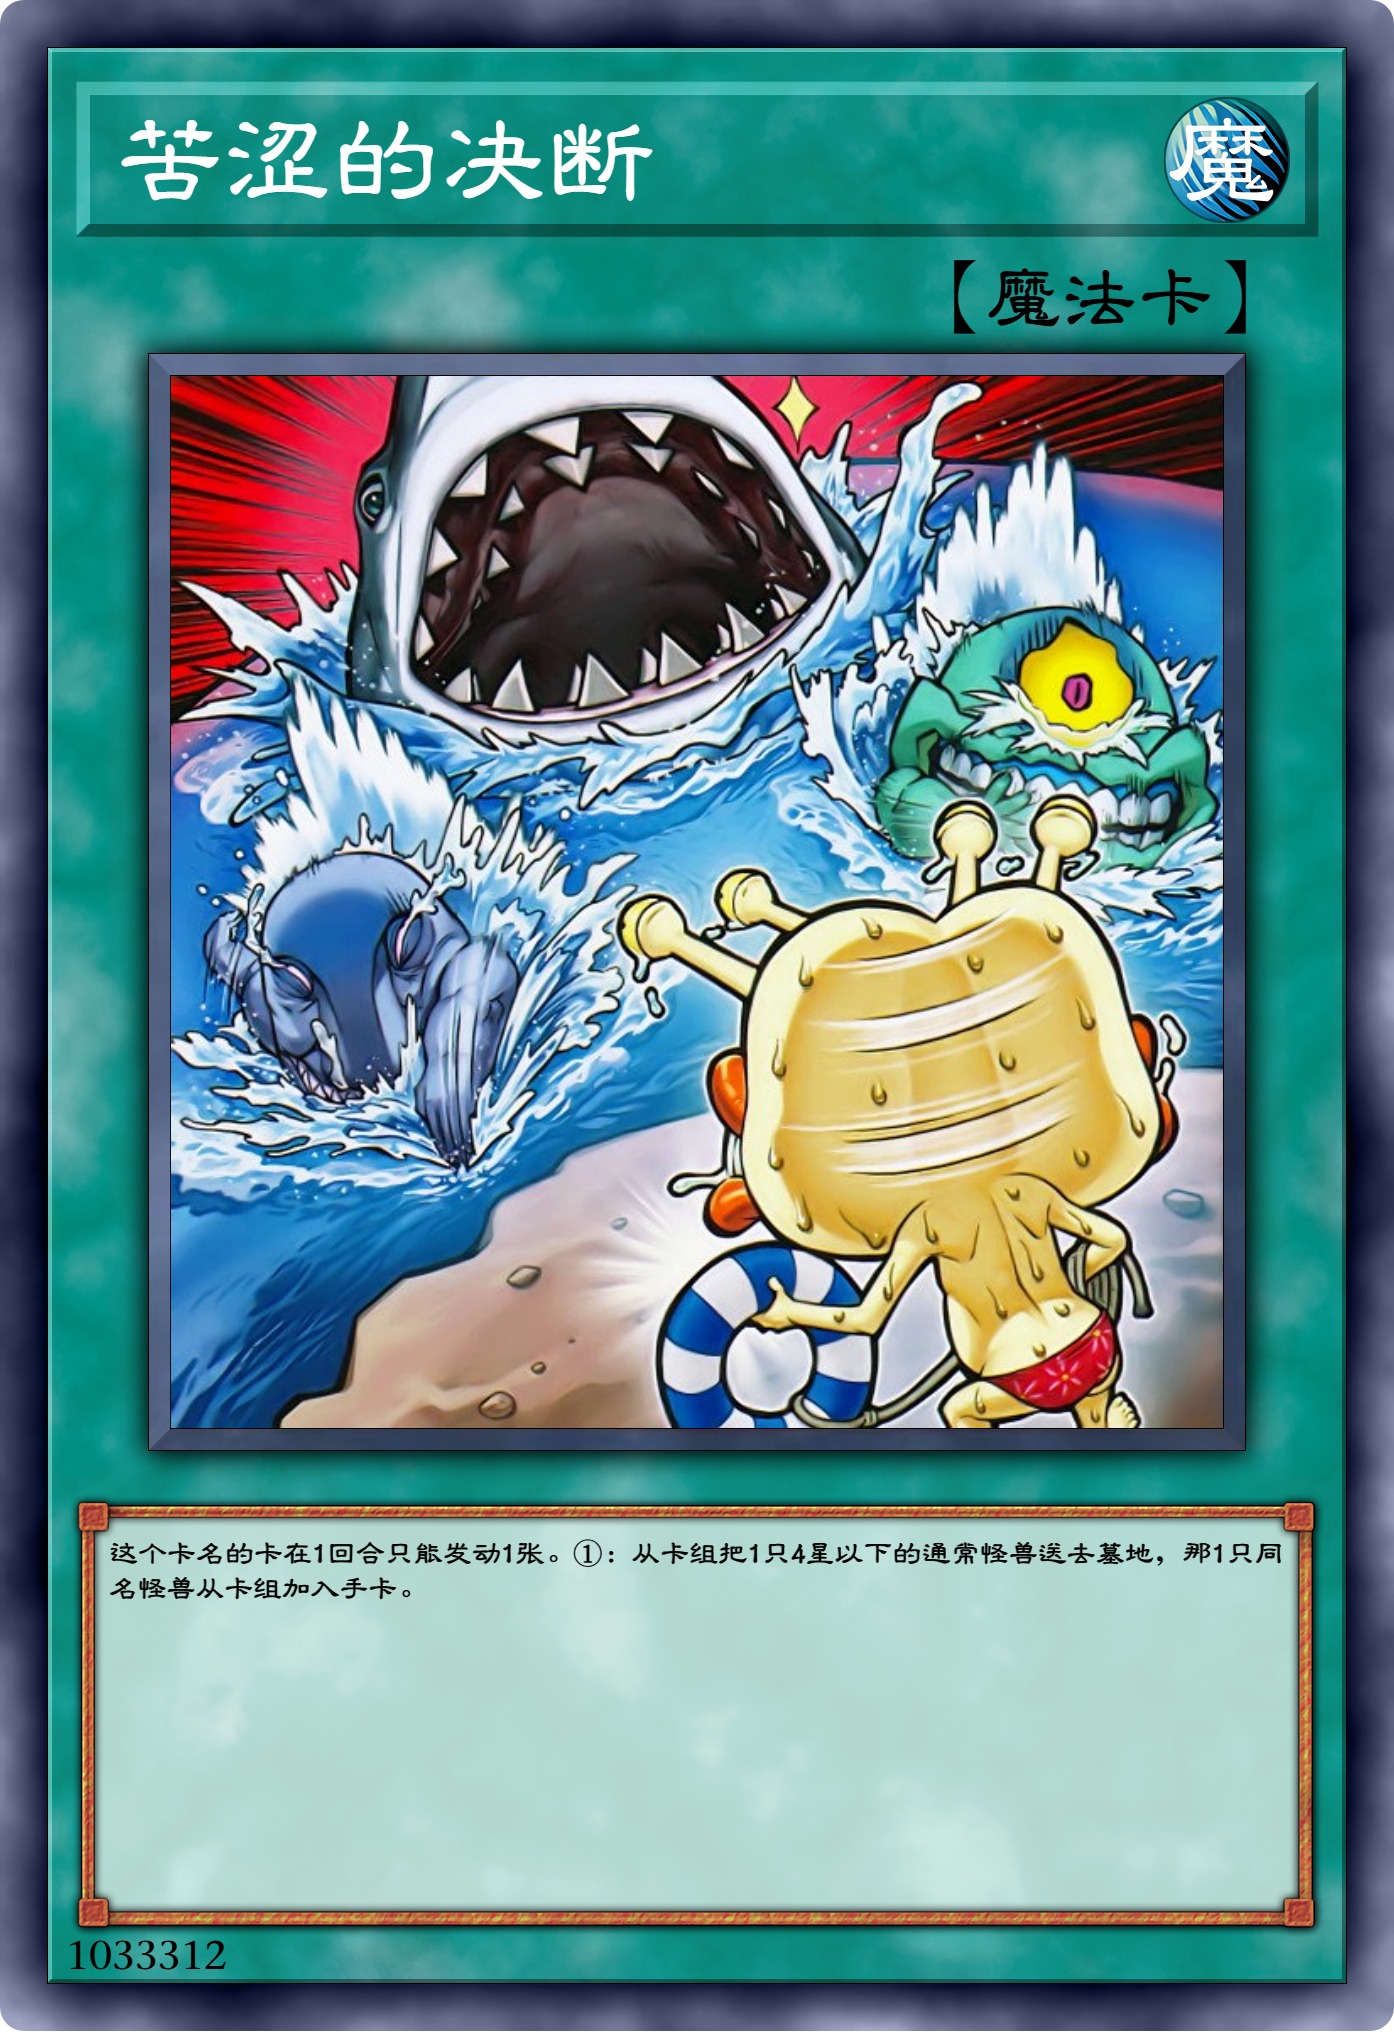 苦涩的决断
魔
【魔法卡】
这个卡名的卡在1回合只能发动1张。①：从卡组把1只4星以下的通常怪兽送去墓地，那1只同
名怪兽从卡组加入手卡。
1033312